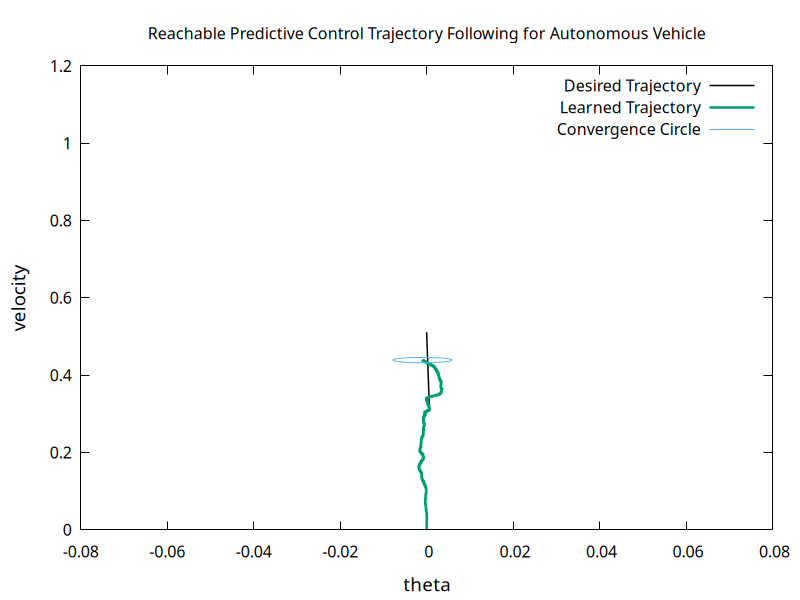 Reachable Predictive Control Trajectory Following for Autonomous Vehicle
Desired Trajectory
Learned Trajectory
Convergence Circle
velocity
1.2
1
0.8
0.6
0.4
0.2
0
-0.08 -0.06 -0.04 -0.02 0 0.02 0.04 0.06 0.08
theta